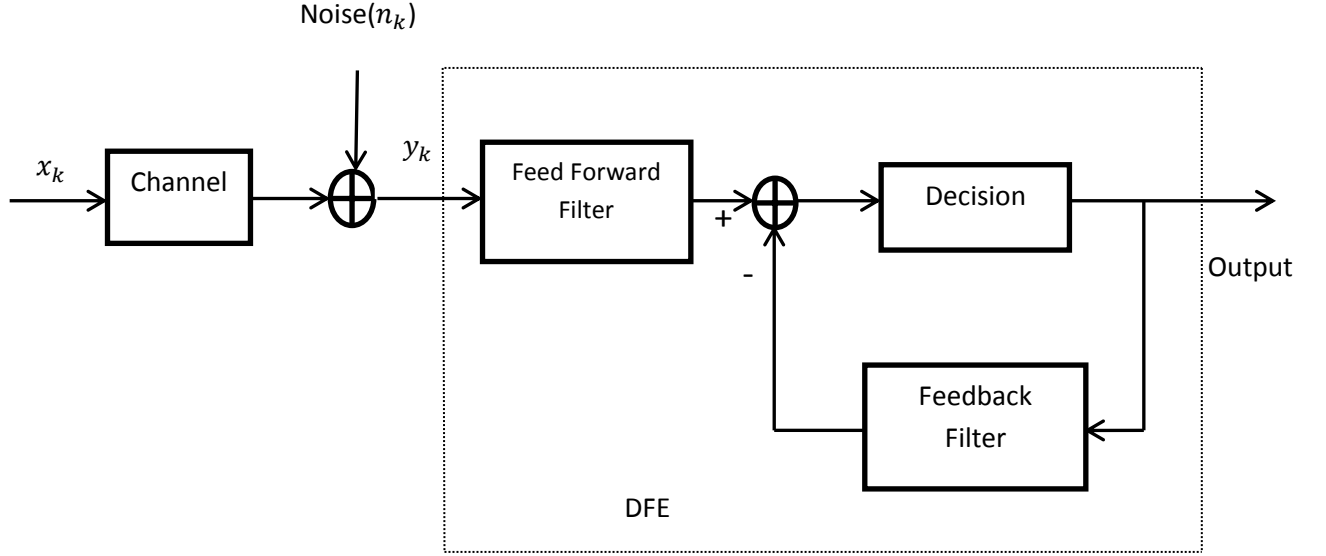 Noise(n_k)
x_k
Channel
y_k
Feed Forward
Filter
+
-
Decision
Output
Feedback
Filter
DFE